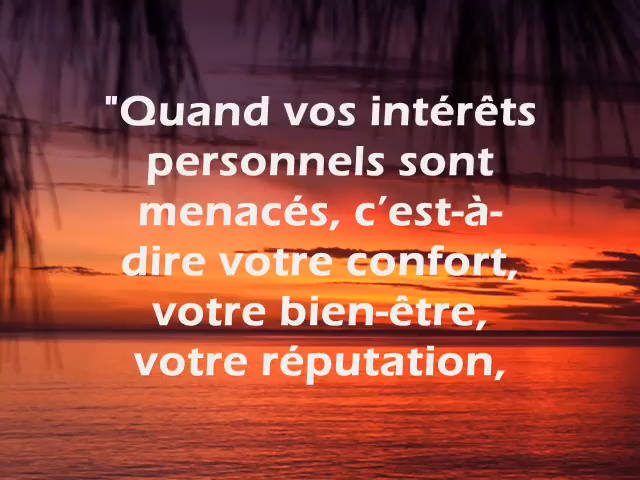 "Quand vos intérêts
personnels sont
menacés, c’est-à-
dire votre confort,
votre bien-être,
votre réputation,